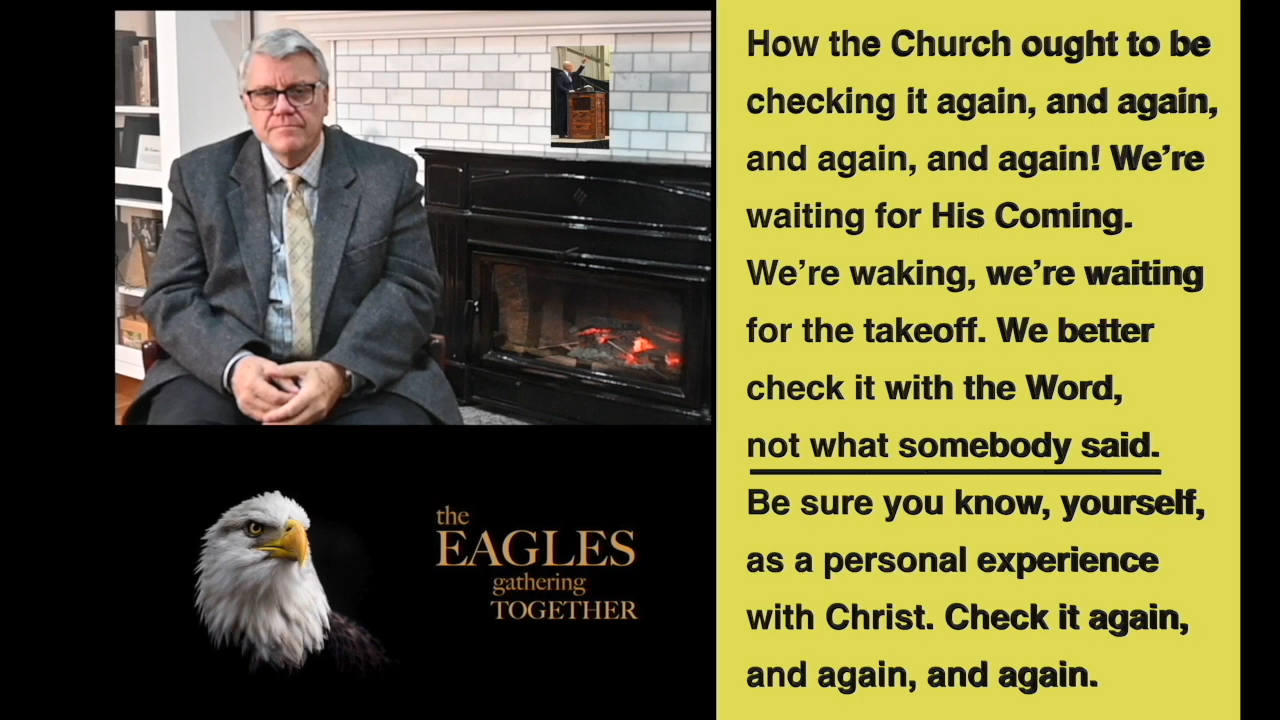 How the Church ought to be
checking it again, and again,
and again, and again! We’re
waiting for His Coming.
We’re waking, we’re waiting
for the takeoff. We better
check it with the Word,
not what somebody said.
Be sure you know, yourself,
as a personal experience
with Christ. Check it again,
and again, and again.
the
EAGLES
gathering
TOGETHER